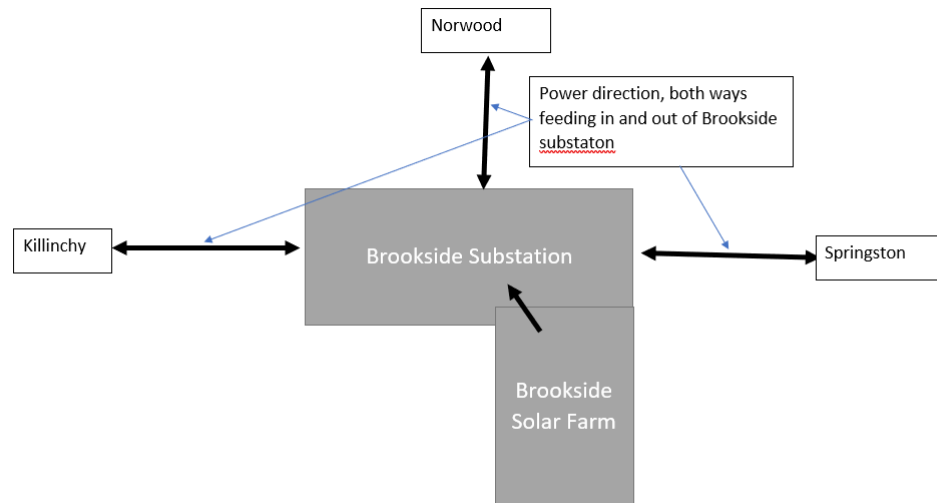 Norwood
Power direction, both ways
feeding in and out of Brookside
substaton
Killinchy
Brookside Substation
Springston
Brookside
Solar Farm